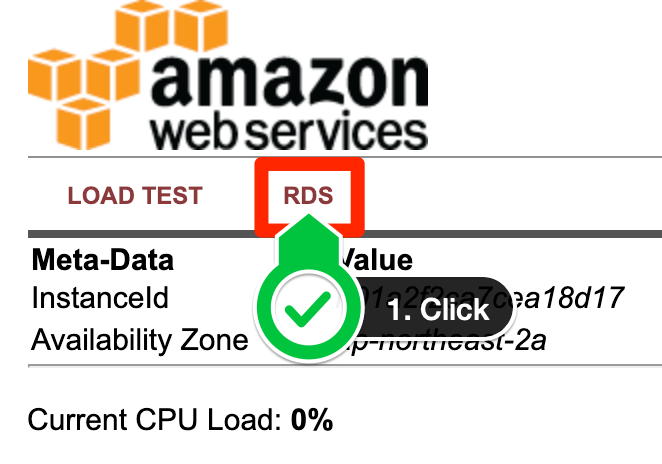 amazon
web services
LOAD TEST RDS
Meta-Data Value
InstanceId
1. Click
Availability Zone
Current CPU Load: 0%